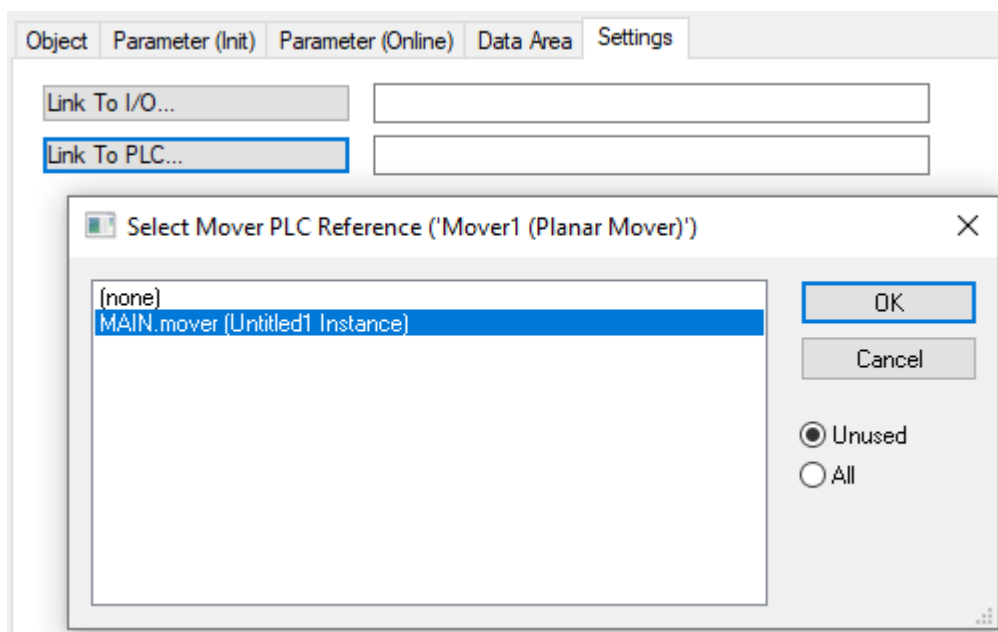 Object Parameter (Init) Parameter (Online) Data Area Settings
Link To I/O...
Link To PLC...
Select Mover PLC Reference ('Mover1 (Planar Mover)')
(none)
MAIN.mover (Untitled1 Instance)
OK
Cancel
Unused
All